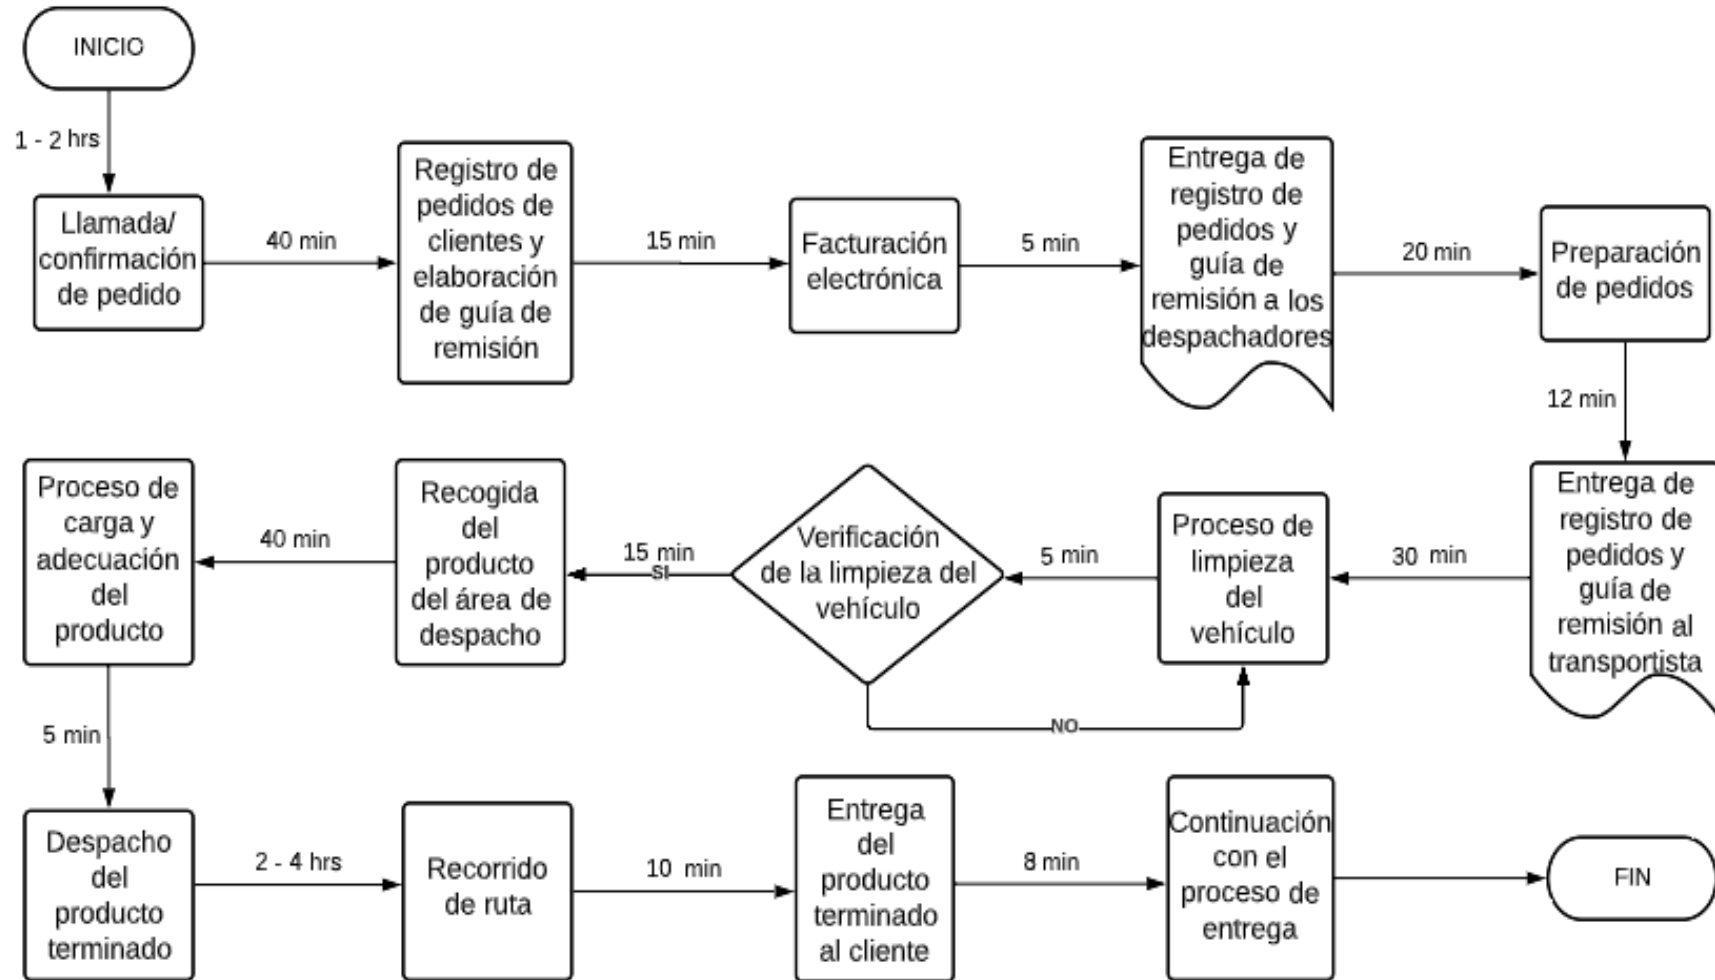 INICIO
1 - 2 hrs
Llamada/
confirmación
de pedido
40 min
Registro de
pedidos de
clientes y
elaboración
de guía de
remisión
15 min
Facturación
electrónica
5 min
Entrega de
registro de
pedidos y
guía de
remisión a los
despachadores
20 min
Preparación
de pedidos
12 min
Entrega de
registro de
pedidos y
guía de
remisión al
transportista
30 min
Proceso de
limpieza
del
vehículo
5 min
Verificación
de la limpieza del
vehículo
NO
15 min
SI
Recogida
del
producto
del área de
despacho
40 min
Proceso de
carga y
adecuación
del
producto
5 min
Despacho
del
producto
terminado
2 - 4 hrs
Recorrido
de ruta
10 min
Entrega
del
producto
terminado
al cliente
8 min
Continuación
con el
proceso de
entrega
FIN